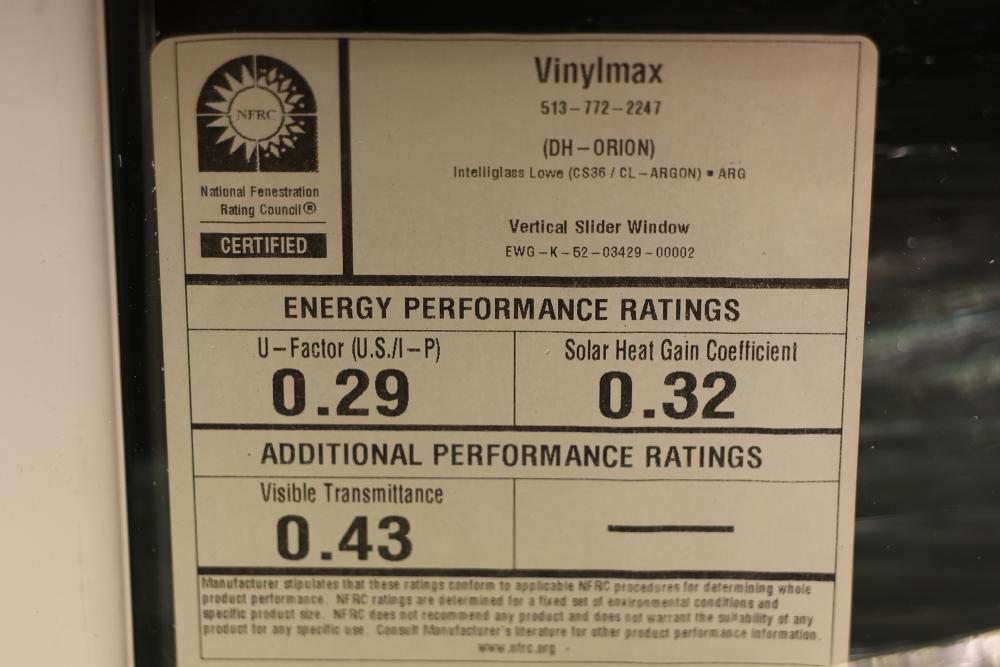 NFRC
National Fenestration
Rating Council®
CERTIFIED
Vinylmax
513-772-2247
(DH-ORION)
Intelliglass Lowe (CS36 / CL-ARGON) ▪ ARG
Vertical Slider Window
EWG-K-52-03429-00002
ENERGY PERFORMANCE RATINGS
U-Factor (U.S./I-P)
0.29
Solar Heat Gain Coefficient
0.32
ADDITIONAL PERFORMANCE RATINGS
Visible Transmittance
0.43
Manufacturer stipulates that these ratings conform to applicable NFRC procedures for determining whole
product performance. NFRC ratings are determined for a fixed set of environmental conditions and
specific product size. NFRC does not recommend any product and does not warrant the suitability of any
product for any specific use. Consult Manufacturer's literature for other product performance information.
www.nfrc.org